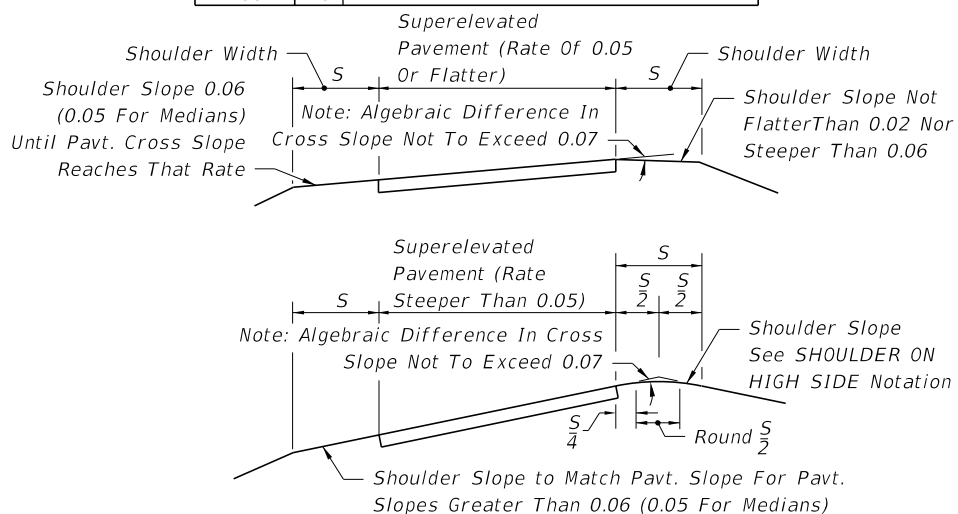 Superelevated
Pavement (Rate Of 0.05
Or Flatter)
Shoulder Width
Shoulder Width
S
S
Shoulder Slope 0.06
(0.05 For Medians)
Until Pavt. Cross Slope
Reaches That Rate
Note: Algebraic Difference In
Cross Slope Not To Exceed 0.07
Shoulder Slope Not
FlatterThan 0.02 Nor
Steeper Than 0.06
Superelevated
Pavement (Rate
Steeper Than 0.05)
S
S
S/2
S/2
Note: Algebraic Difference In Cross
Slope Not To Exceed 0.07
Shoulder Slope
See SHOULDER ON
HIGH SIDE Notation
S/4
Round S/2
Shoulder Slope to Match Pavt. Slope For Pavt.
Slopes Greater Than 0.06 (0.05 For Medians)